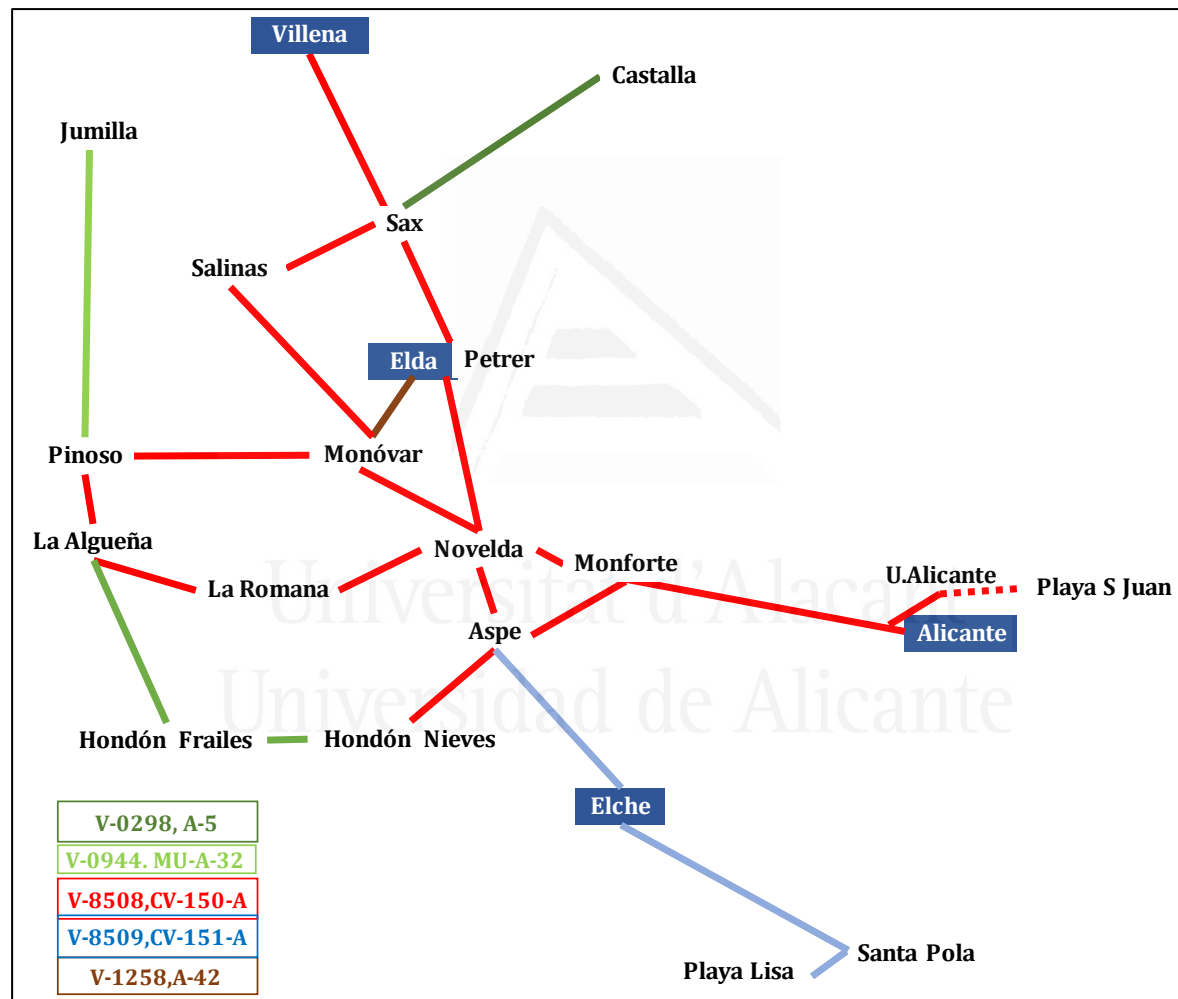 Villena
Castalla
Jumilla
Sax
Salinas
Elda
Petrer
Pinoso
Monóvar
La Algueña
Novelda
Monforte
La Romana
U.Alicante
Playa S Juan
Aspe
Alicante
Universitat d'Alacant
Universidad de Alicante
Hondón Frailes
Hondón Nieves
Elche
V-0298, A-5
V-0944. MU-A-32
V-8508,CV-150-A
V-8509,CV-151-A
V-1258,A-42
Santa Pola
Playa Lisa